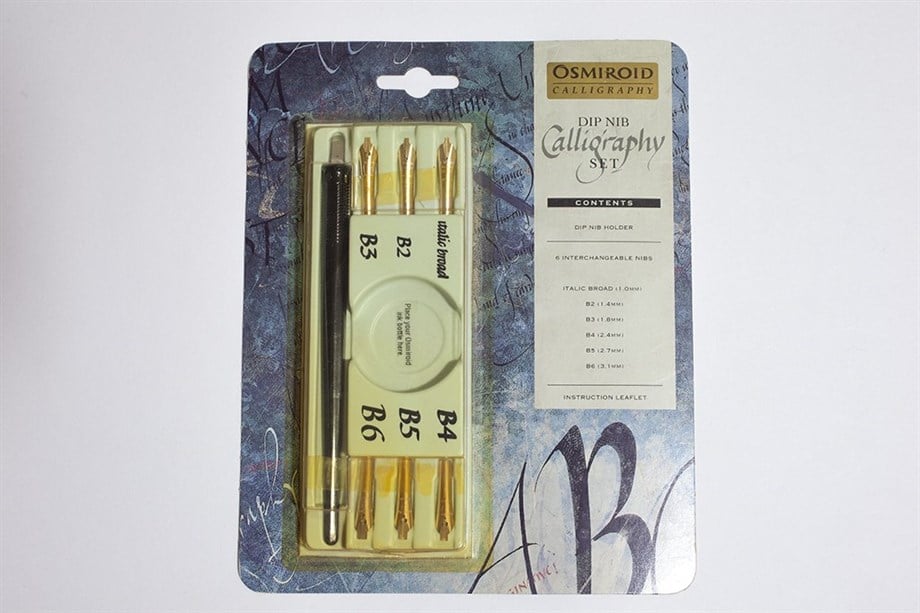 OSMIROID
CALLIGRAPHY
DIP NIB
Calligraphy
SET
CONTENTS
DIP NIB HOLDER
6 INTERCHANGEABLE NIBS
ITALIC BROAD (1.0MM)
B2 (1.4MM)
B3 (1.8MM)
B4 (2.4MM)
B5 (2.7MM)
B6 (3.1MM)
INSTRUCTION LEAFLET
italic broad
B2
B3
Place your Osmiroid
ink bottle here.
B4
B5
B6
ABC